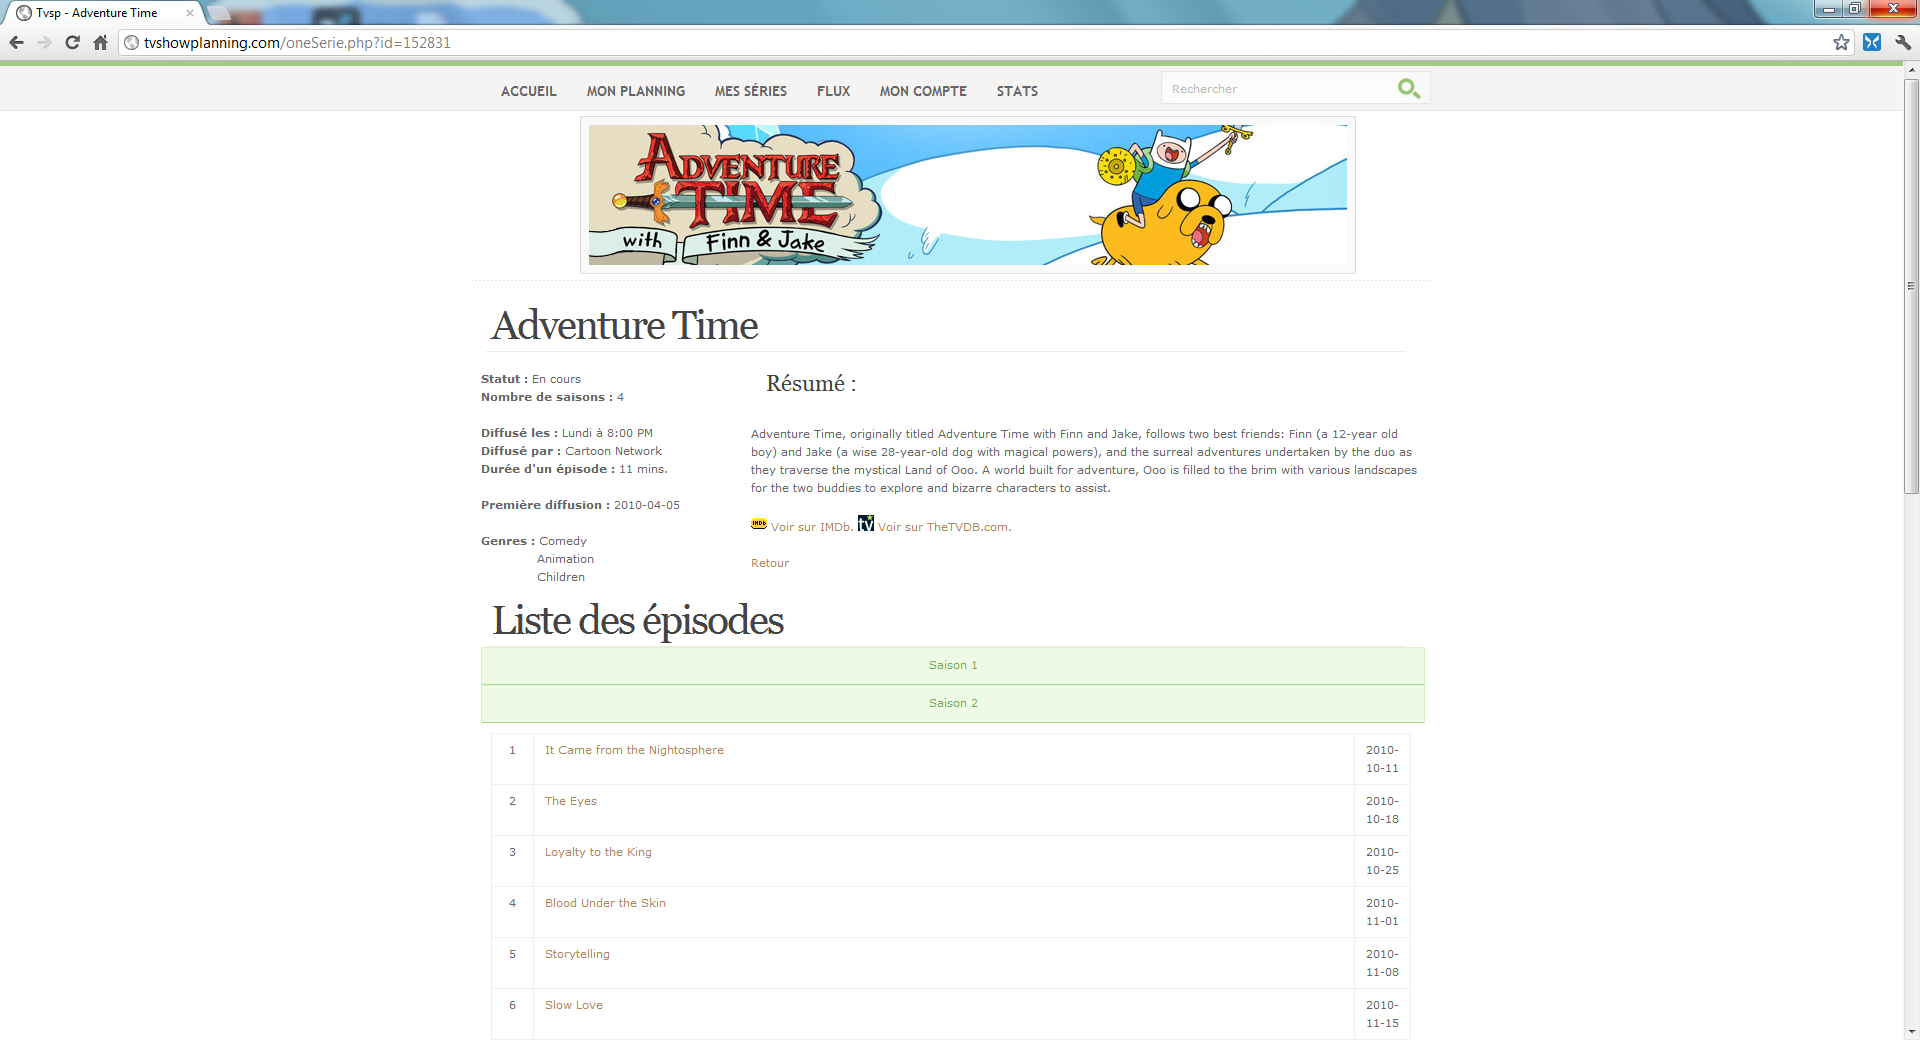 Tvsp - Adventure Time
tvshowplanning.com/oneSerie.php?id=152831
ACCUEIL MON PLANNING MES SÉRIES FLUX MON COMPTE STATS Rechercher
ADVENTURE
TIME
with Finn & Jake
Adventure Time
Statut : En cours
Nombre de saisons : 4
Diffusé les : Lundi à 8:00 PM
Diffusé par : Cartoon Network
Durée d'un épisode : 11 mins.
Première diffusion : 2010-04-05
Genres : Comedy
Animation
Children
Résumé :
Adventure Time, originally titled Adventure Time with Finn and Jake, follows two best friends: Finn (a 12-year old
boy) and Jake (a wise 28-year-old dog with magical powers), and the surreal adventures undertaken by the duo as
they traverse the mystical Land of Ooo. A world built for adventure, Ooo is filled to the brim with various landscapes
for the two buddies to explore and bizarre characters to assist.
IMDb Voir sur IMDb. tv Voir sur TheTVDB.com.
Retour
Liste des épisodes
Saison 1
Saison 2
1 It Came from the Nightosphere 2010-
10-11
2 The Eyes 2010-
10-18
3 Loyalty to the King 2010-
10-25
4 Blood Under the Skin 2010-
11-01
5 Storytelling 2010-
11-08
6 Slow Love 2010-
11-15